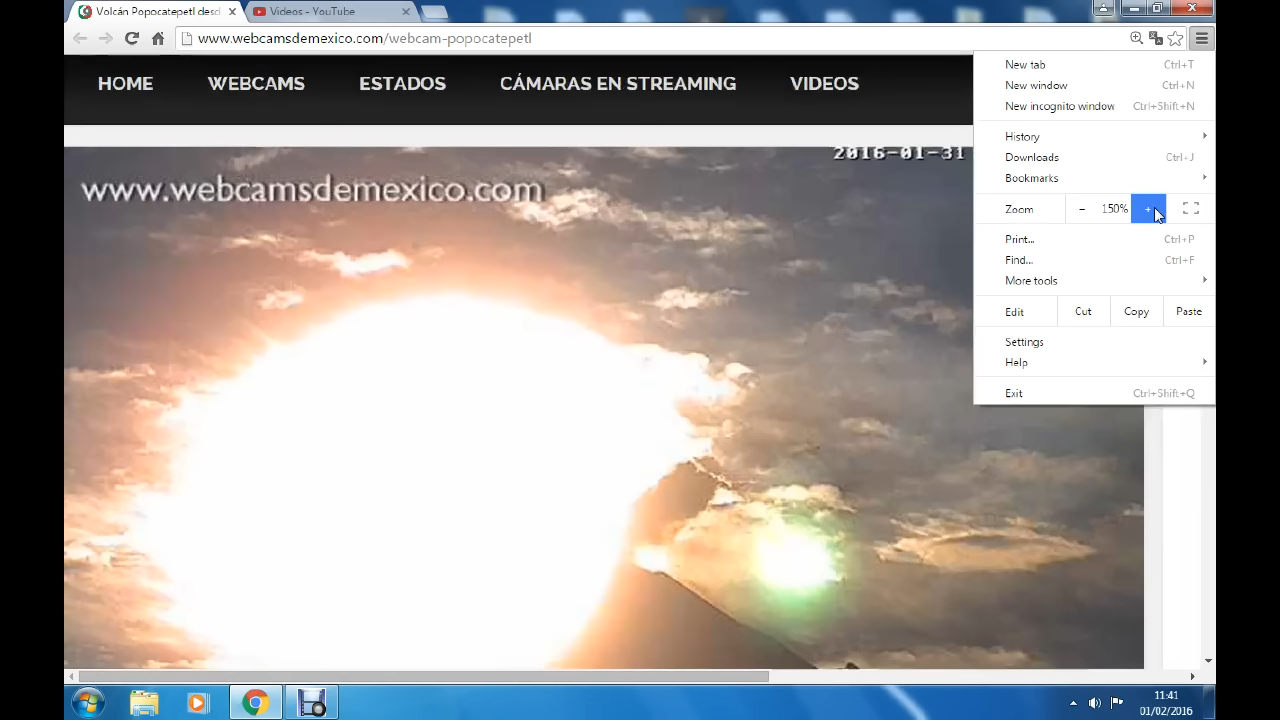 Volcán Popocatepetl desd
Videos - YouTube
www.webcamsdemexico.com/webcam-popocatepetl
HOME WEBCAMS ESTADOS CÁMARAS EN STREAMING VIDEOS
2016-01-31
www.webcamsdemexico.com
New tab Ctrl+T
New window Ctrl+N
New incognito window Ctrl+Shift+N
History
Downloads Ctrl+J
Bookmarks
Zoom − 150% +
Print... Ctrl+P
Find... Ctrl+F
More tools
Edit Cut Copy Paste
Settings
Help
Exit Ctrl+Shift+Q
11:41
01/02/2016